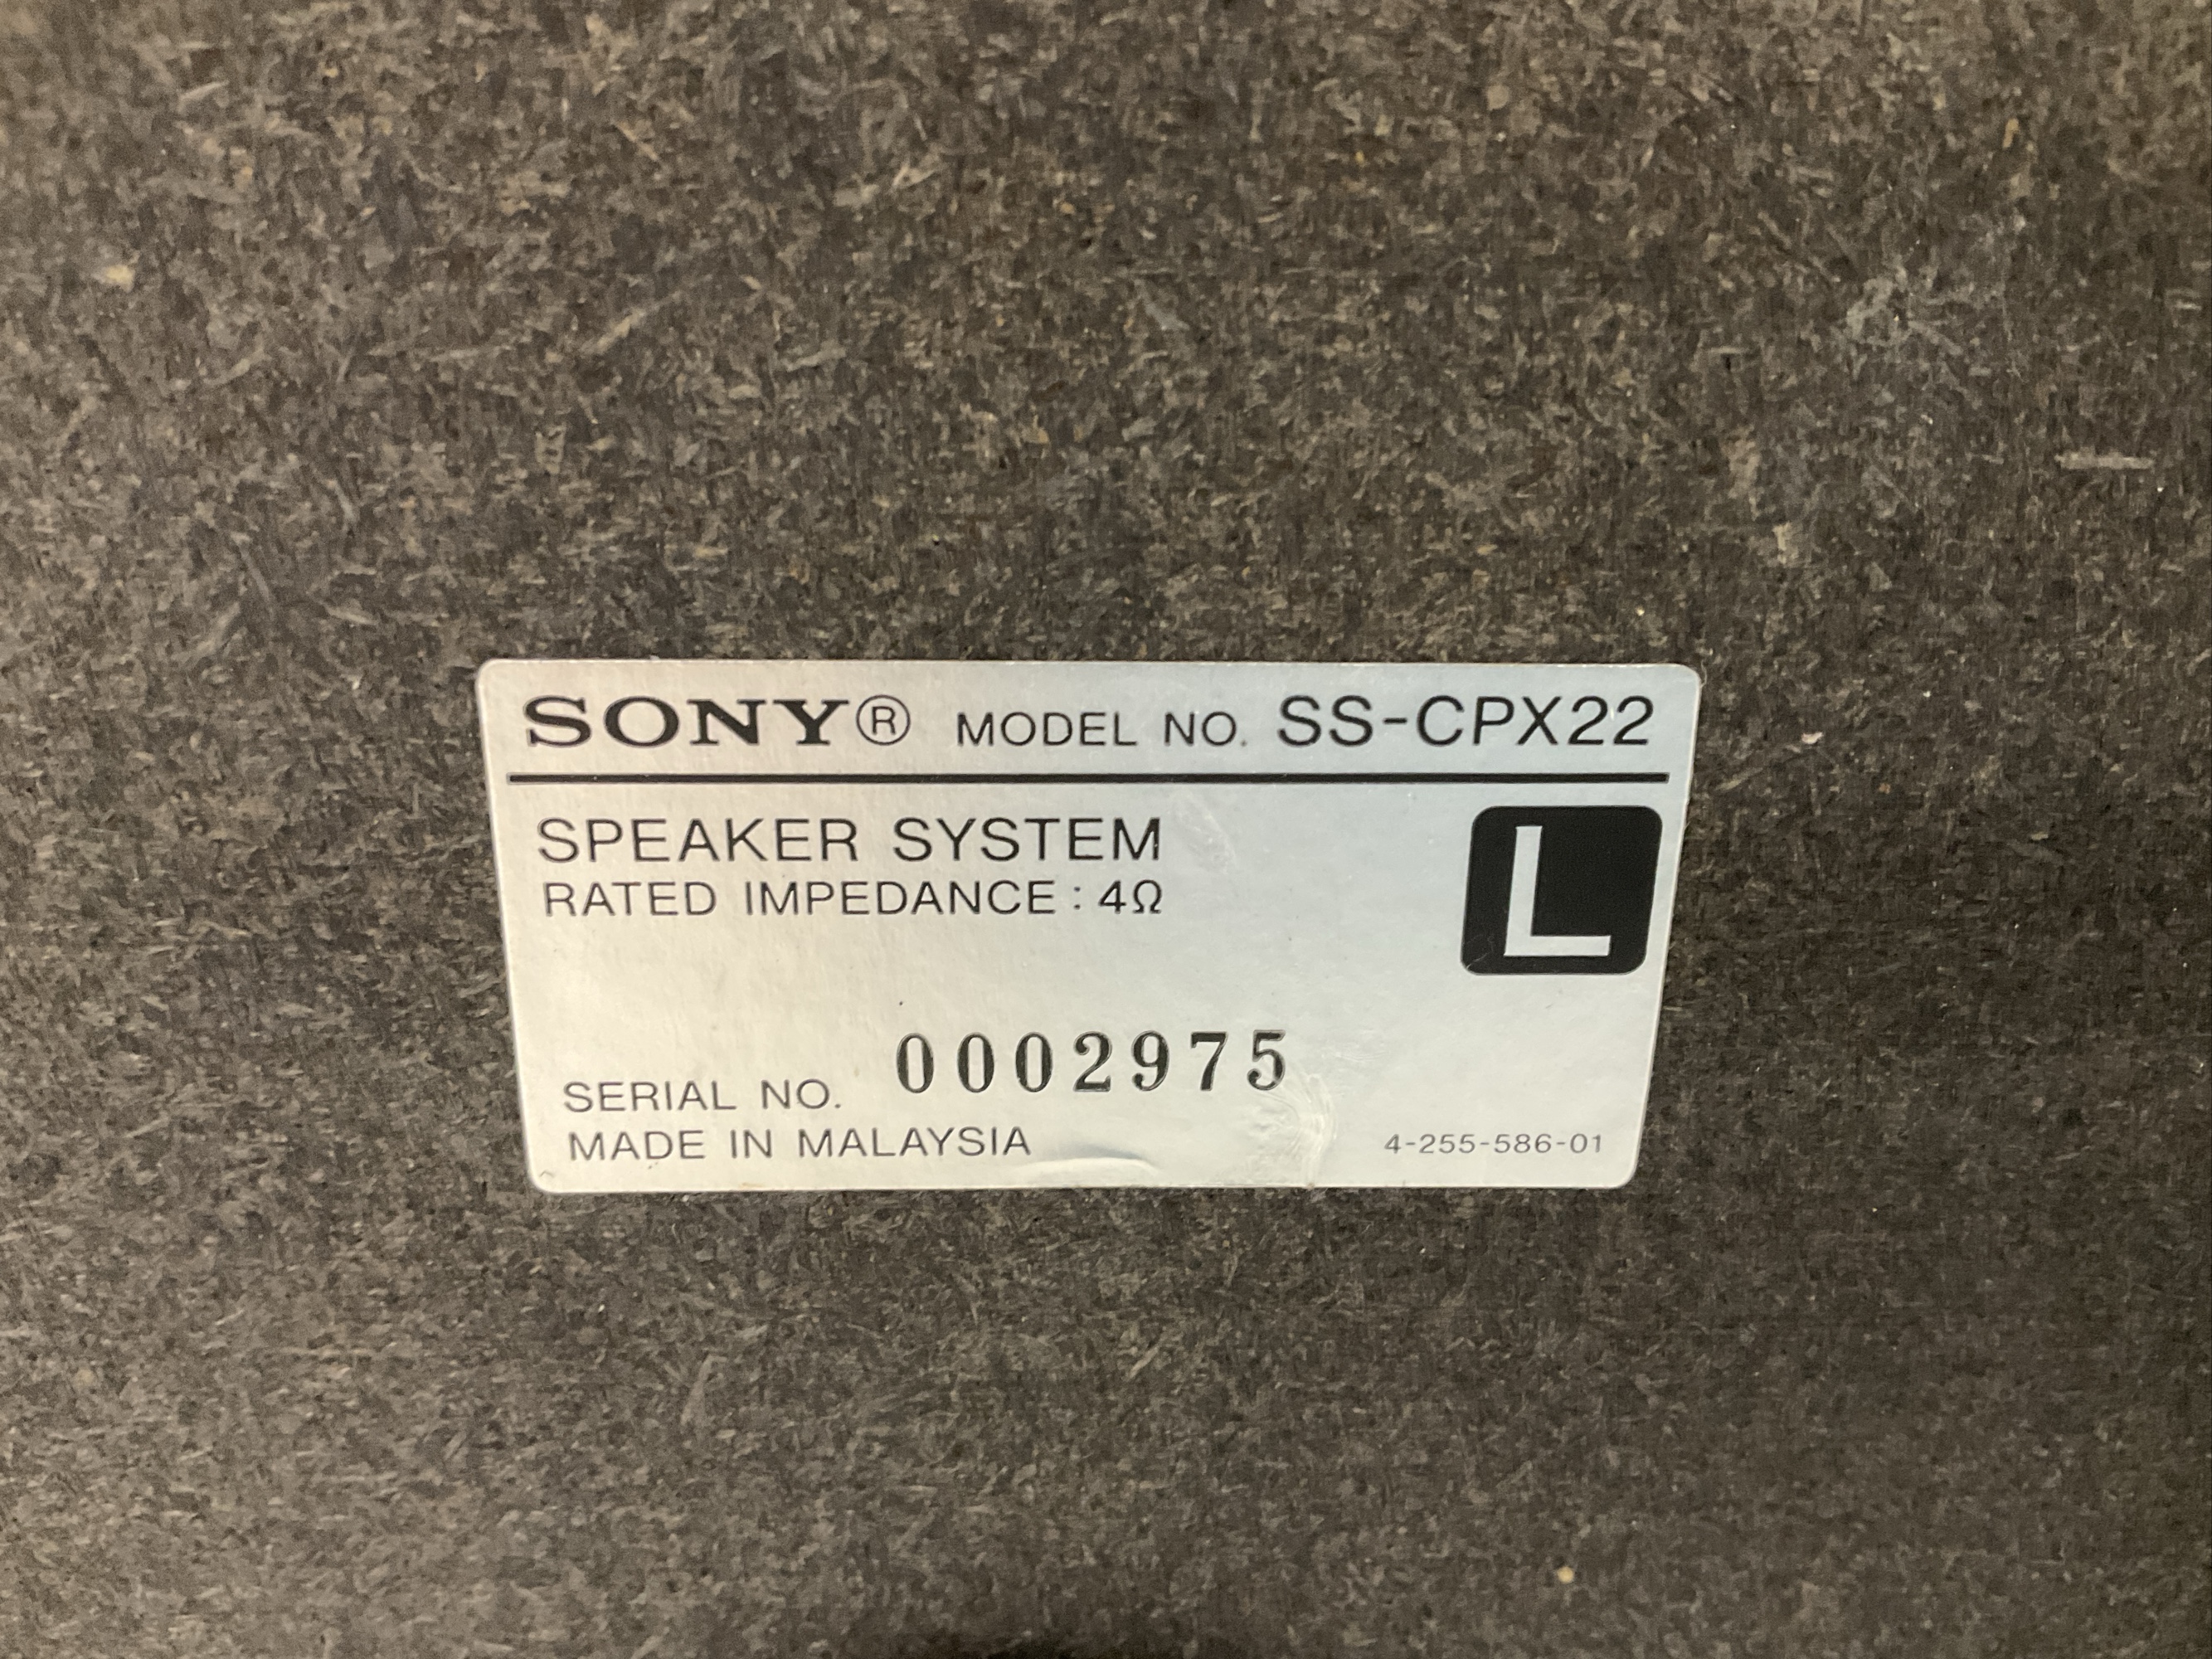 SONY® MODEL NO. SS-CPX22
SPEAKER SYSTEM
RATED IMPEDANCE : 4Ω
L
SERIAL NO. 0002975
MADE IN MALAYSIA
4-255-586-01